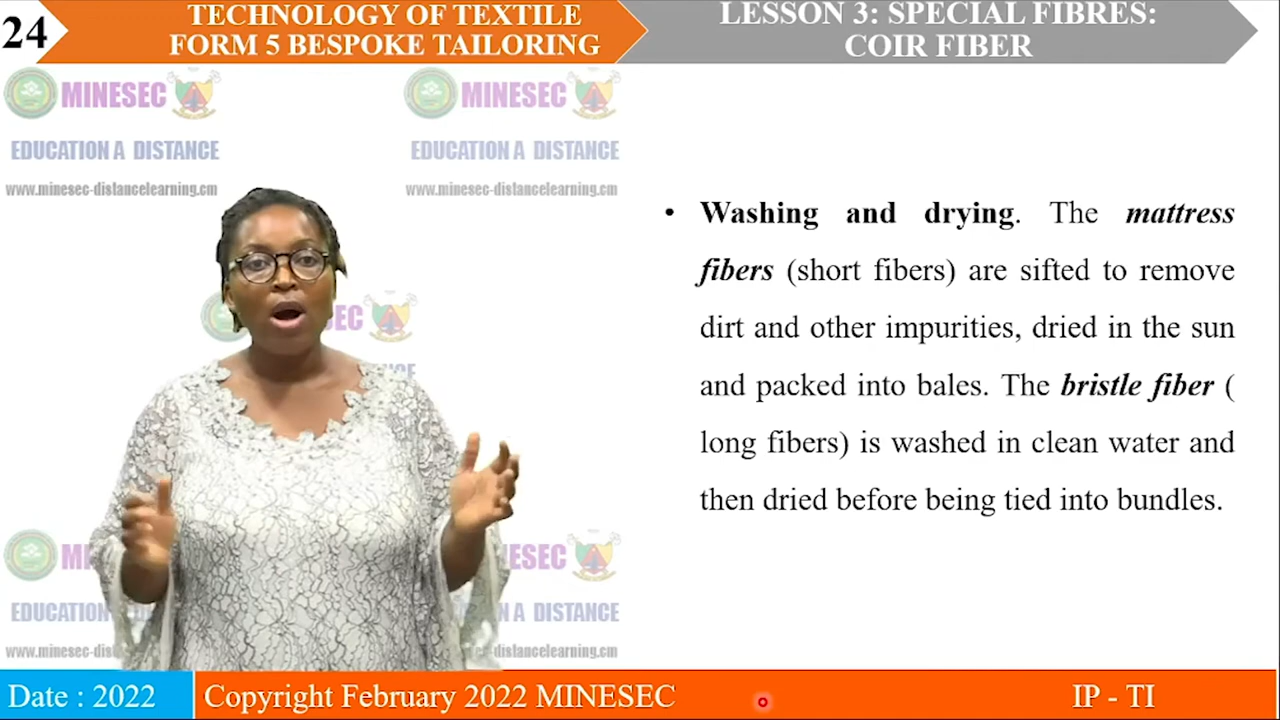 24
TECHNOLOGY OF TEXTILE
FORM 5 BESPOKE TAILORING
LESSON 3: SPECIAL FIBRES:
COIR FIBER
MINESEC
EDUCATION A DISTANCE
www.minesec-distancelearning.cm
MINESEC
EDUCATION A DISTANCE
www.minesec-distancelearning.cm
• Washing and drying. The mattress
fibers (short fibers) are sifted to remove
dirt and other impurities, dried in the sun
and packed into bales. The bristle fiber (
long fibers) is washed in clean water and
then dried before being tied into bundles.
Date : 2022
Copyright February 2022 MINESEC
IP - TI